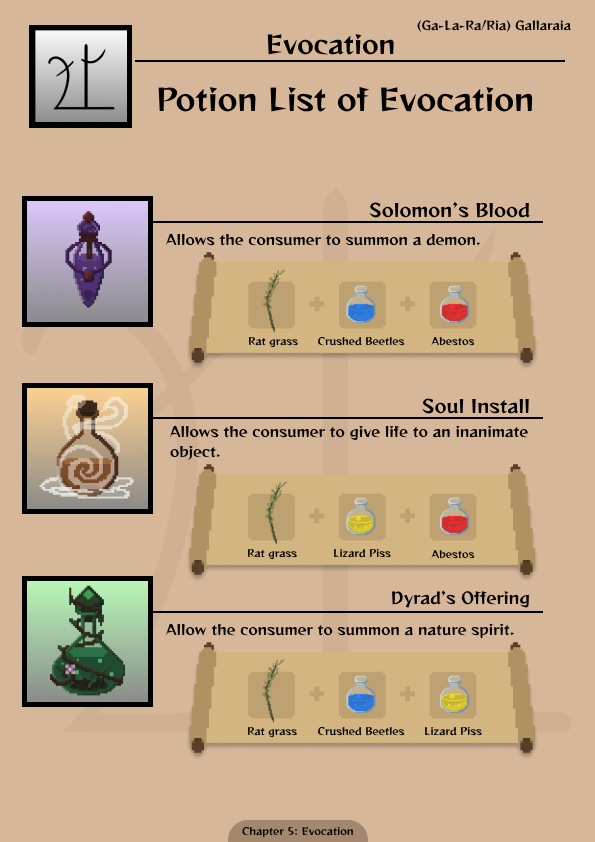 (Ga-La-Ra/Ria) Gallaraia
Evocation
Potion List of Evocation
Solomon's Blood
Allows the consumer to summon a demon.
Rat grass
Crushed Beetles
Abestos
Soul Install
Allows the consumer to give life to an inanimate
object.
Rat grass
Lizard Piss
Abestos
Dyrad's Offering
Allow the consumer to summon a nature spirit.
Rat grass
Crushed Beetles
Lizard Piss
Chapter 5: Evocation